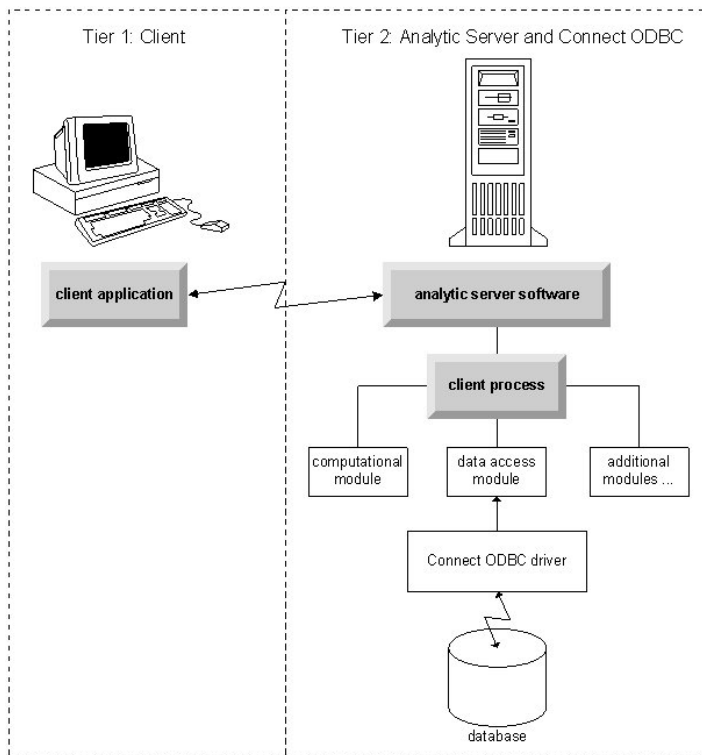 Tier 1: Client
Tier 2: Analytic Server and Connect ODBC
client application
analytic server software
client process
computational
module
data access
module
additional
modules ...
Connect ODBC driver
database